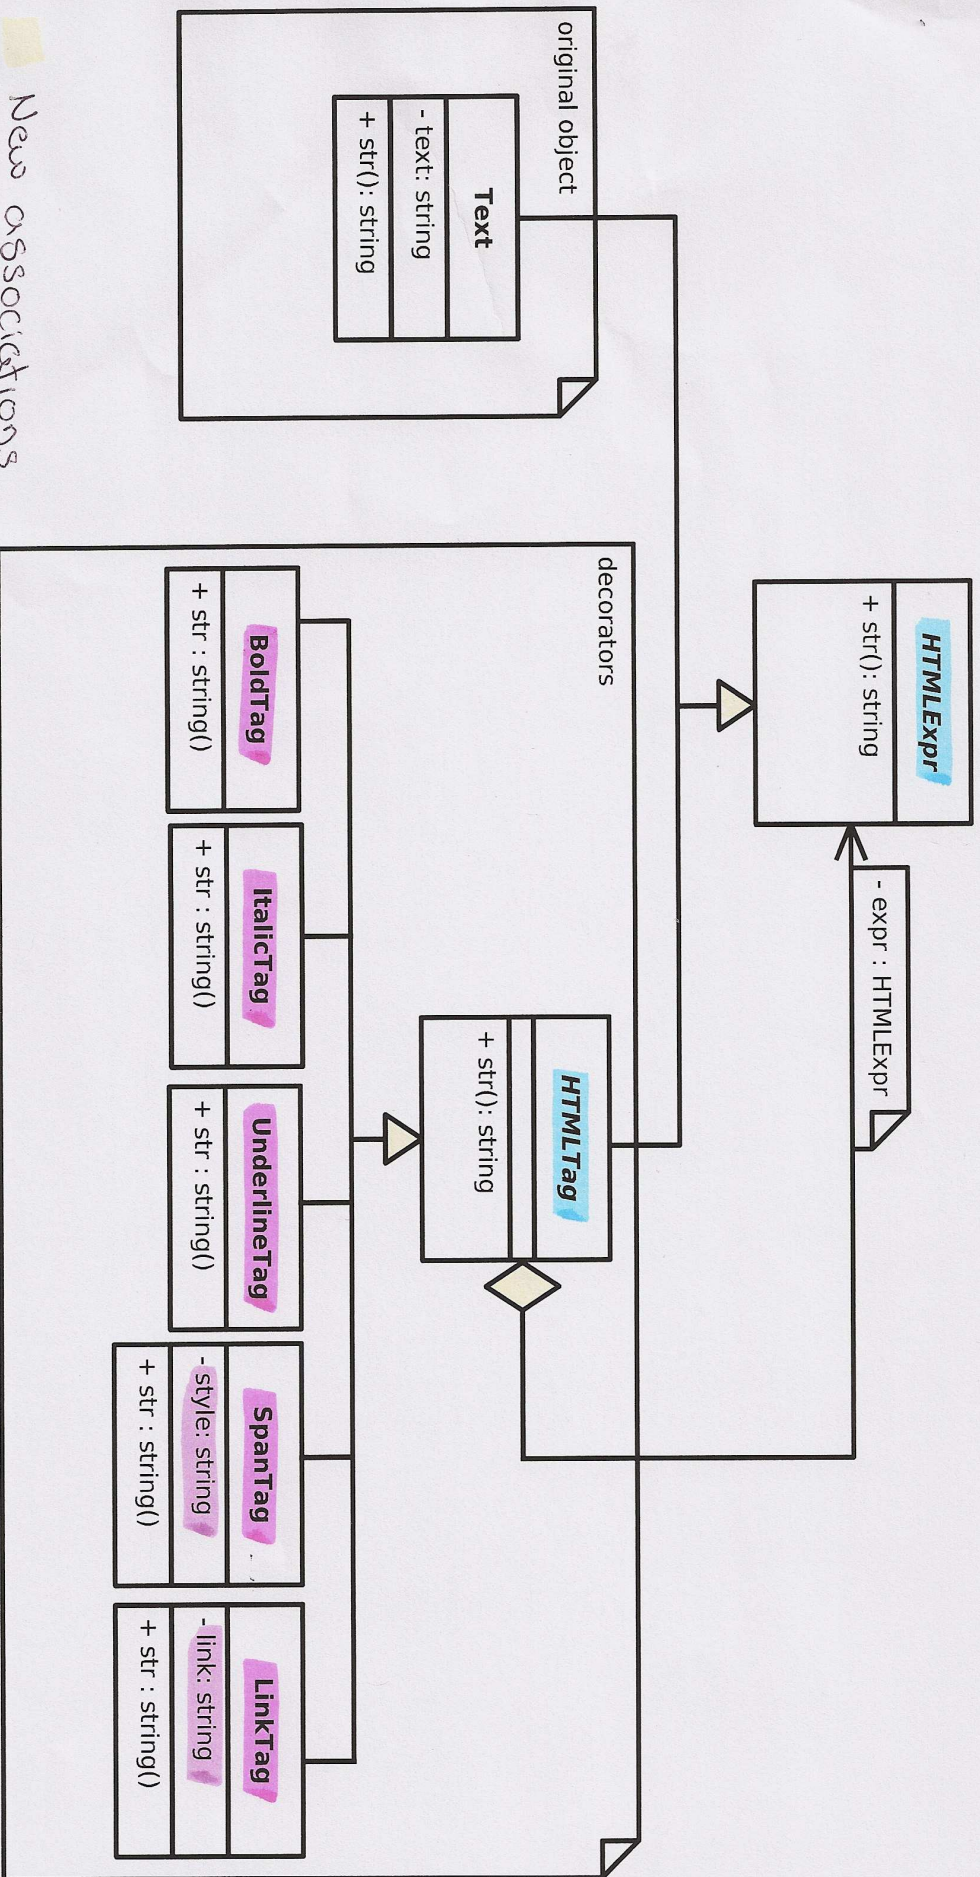 HTMLExpr
+ str(): string
- expr : HTMLExpr
original object
Text
- text: string
+ str(): string
decorators
HTMLTag
+ str(): string
BoldTag
+ str : string()
ItalicTag
+ str : string()
UnderlineTag
+ str : string()
SpanTag
- style: string
+ str : string()
LinkTag
- link: string
+ str : string()
New associations